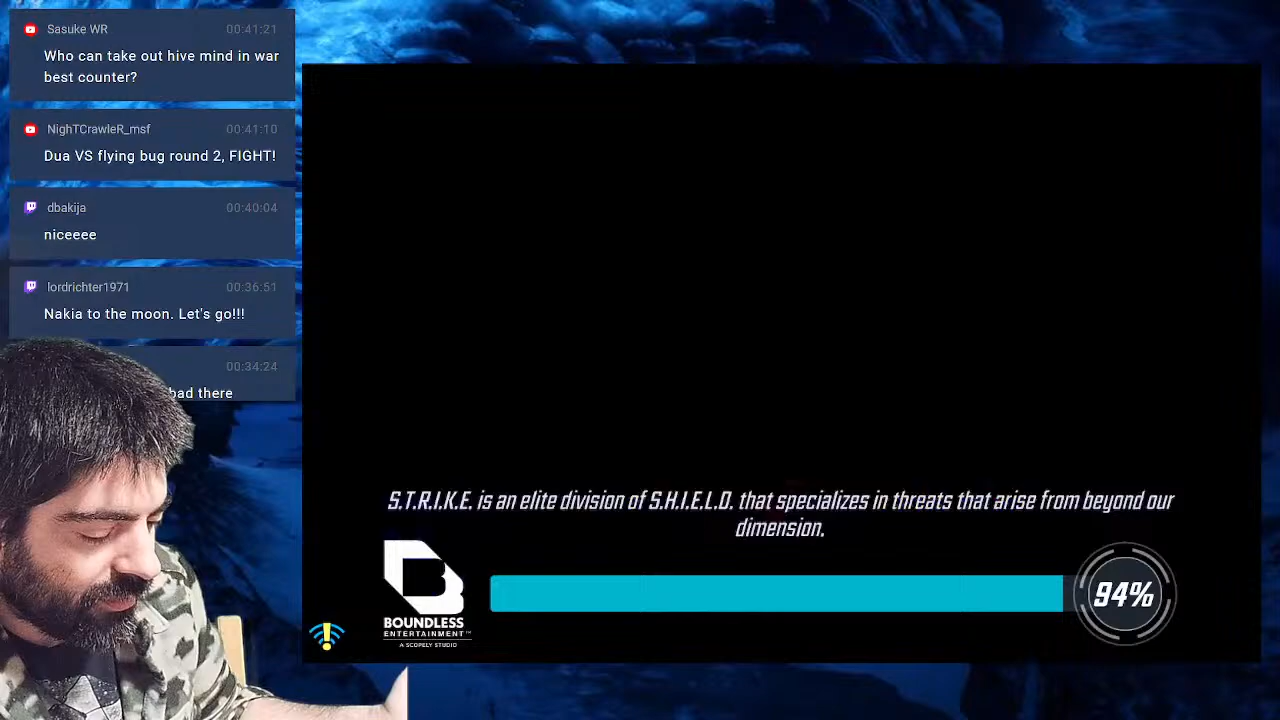 Sasuke WR 00:41:21
Who can take out hive mind in war
best counter?
NighTCrawleR_msf 00:41:10
Dua VS flying bug round 2, FIGHT!
dbakija 00:40:04
niceeee
lordrichter1971 00:36:51
Nakia to the moon. Let's go!!!
00:34:24
bad there
S.T.R.I.K.E. is an elite division of S.H.I.E.L.D. that specializes in threats that arise from beyond our
dimension.
94%
B
BOUNDLESS
ENTERTAINMENT™
A SCOPELY STUDIO